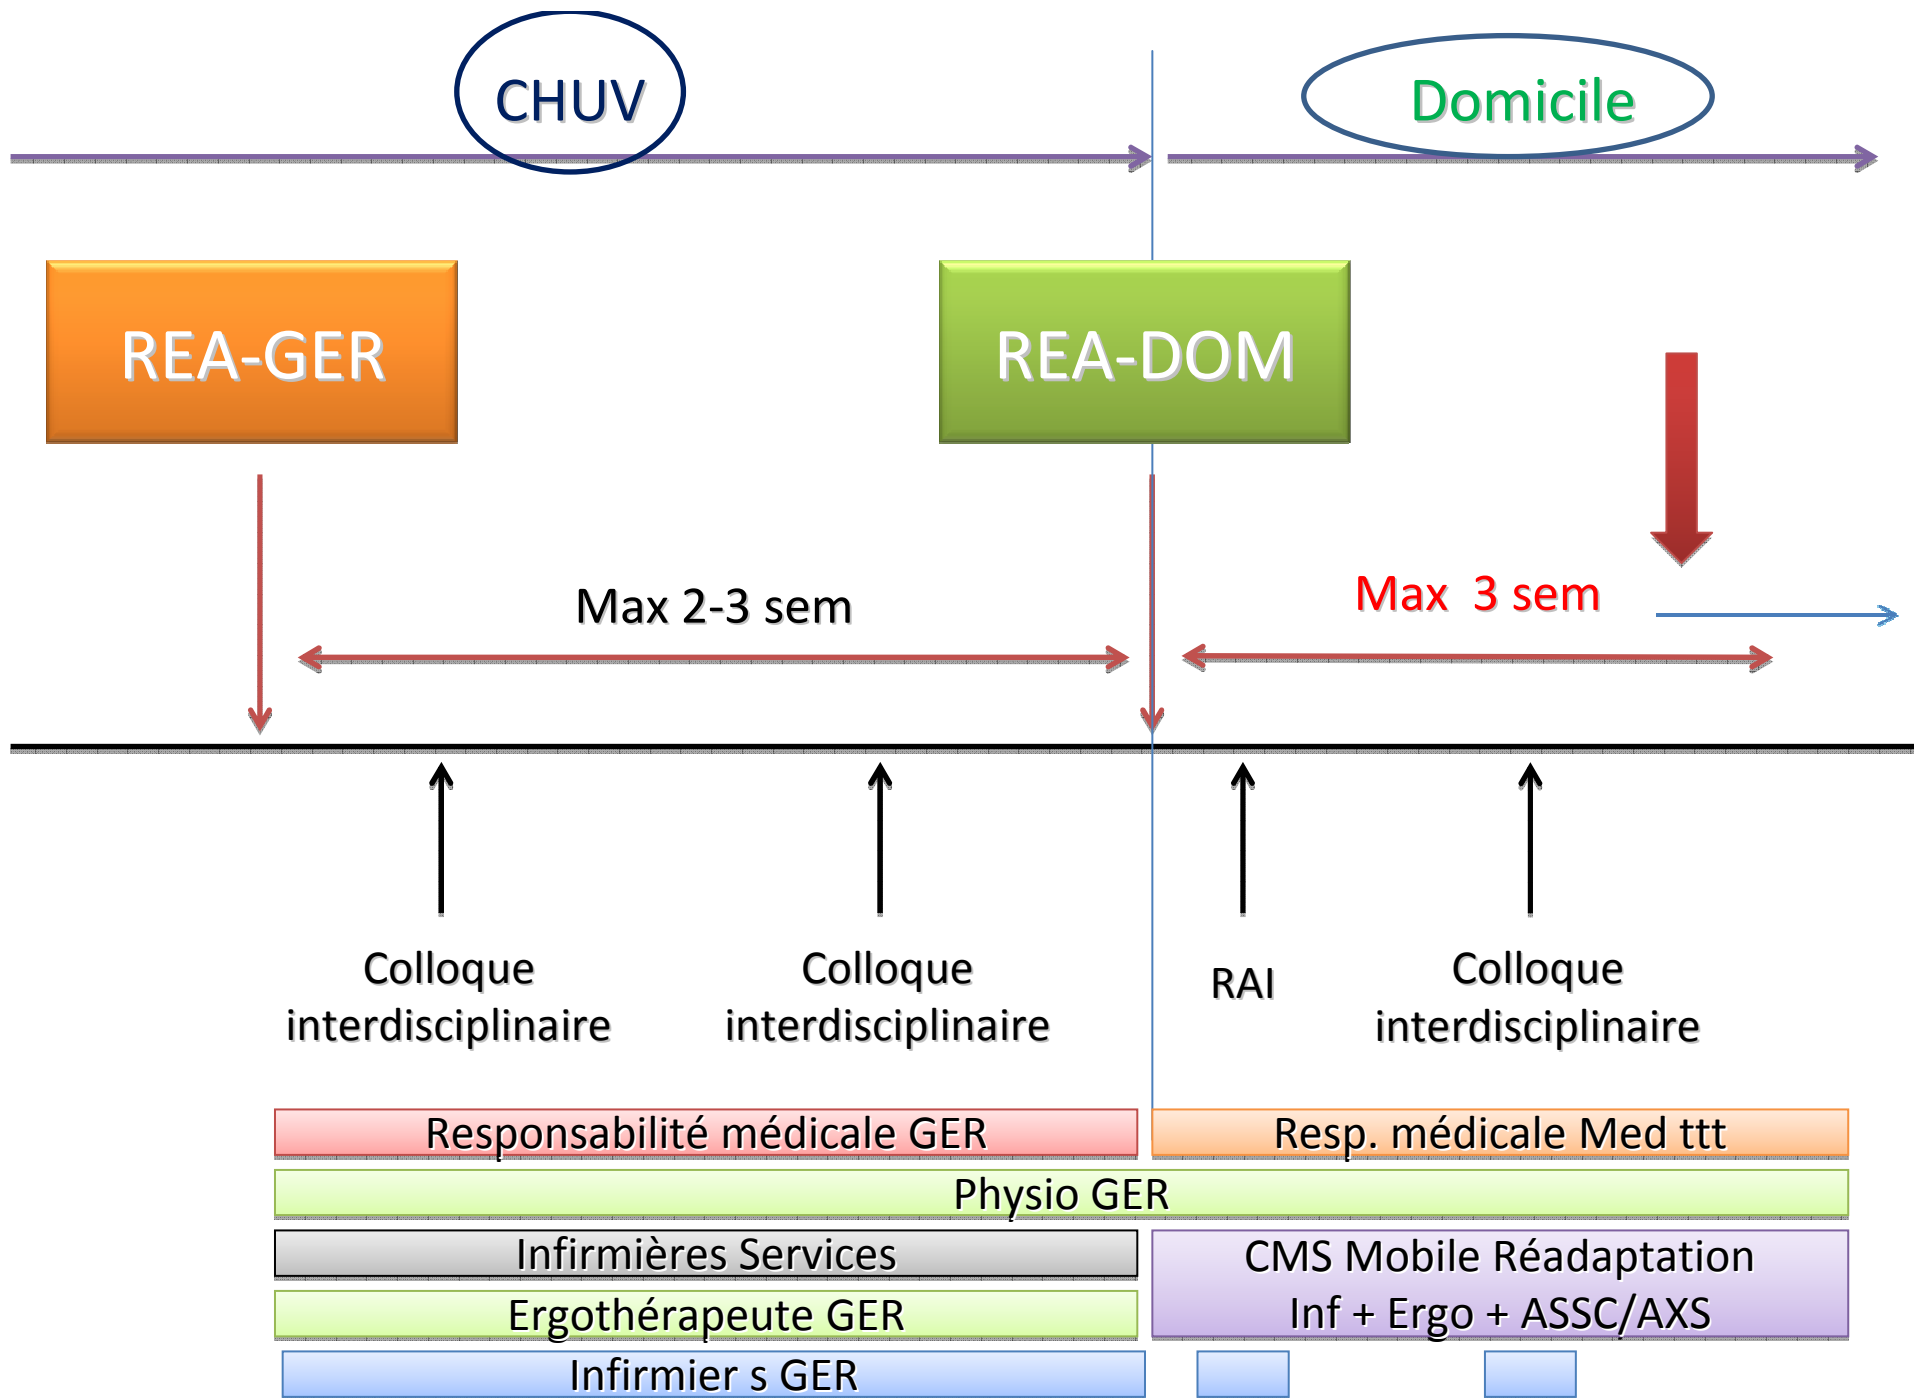 CHUV
Domicile
REA-GER
REA-DOM
Max 2-3 sem
Max 3 sem
Colloque
interdisciplinaire
Colloque
interdisciplinaire
RAI
Colloque
interdisciplinaire
Responsabilité médicale GER
Resp. médicale Med ttt
Physio GER
Infirmières Services
CMS Mobile Réadaptation
Inf + Ergo + ASSC/AXS
Ergothérapeute GER
Infirmier s GER